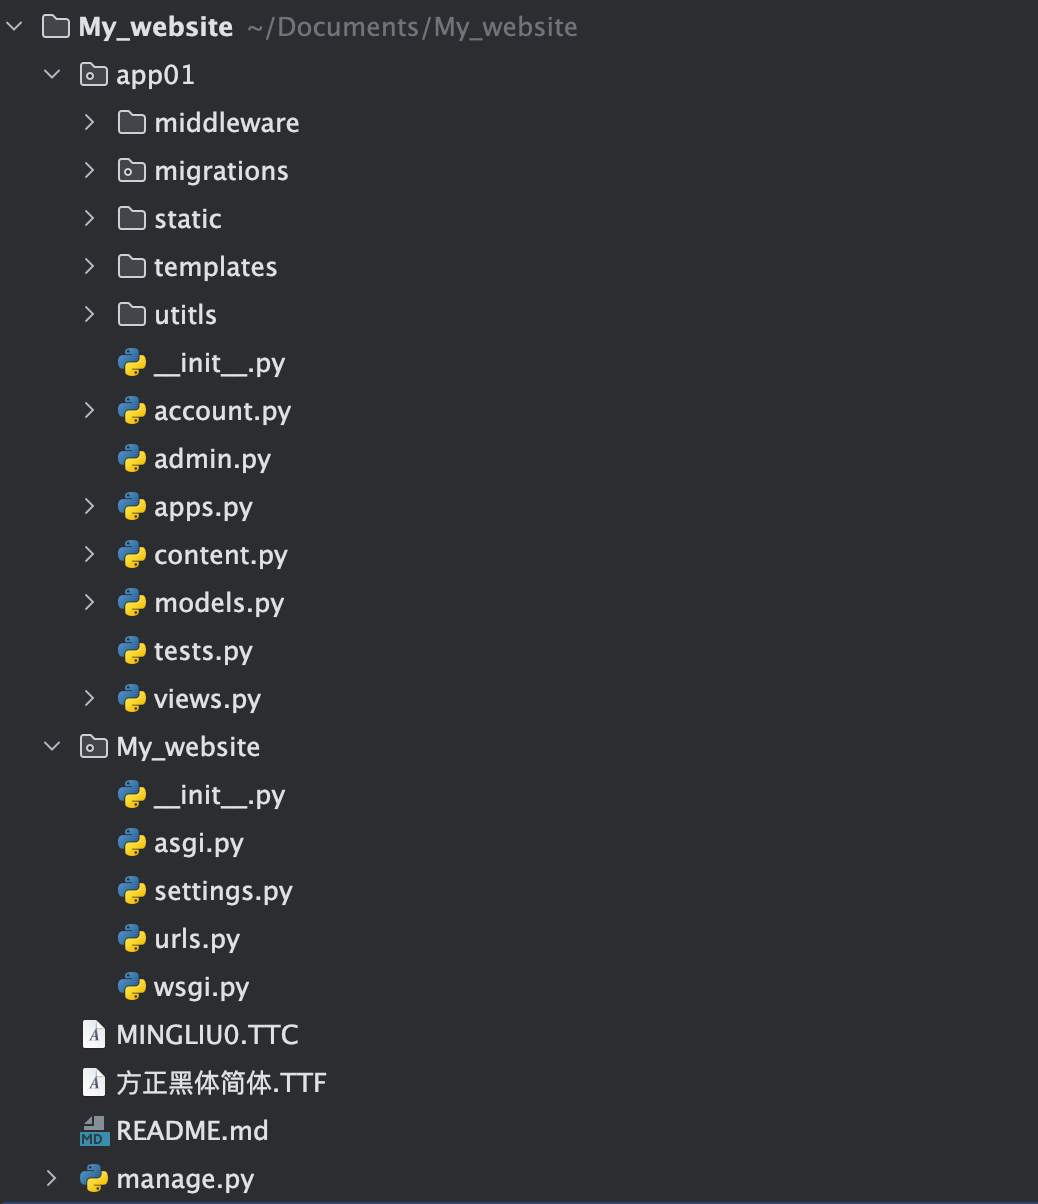 My_website ~/Documents/My_website
app01
middleware
migrations
static
templates
utitls
__init__.py
account.py
admin.py
apps.py
content.py
models.py
tests.py
views.py
My_website
__init__.py
asgi.py
settings.py
urls.py
wsgi.py
MINGLIU0.TTC
方正黑体简体.TTF
README.md
manage.py